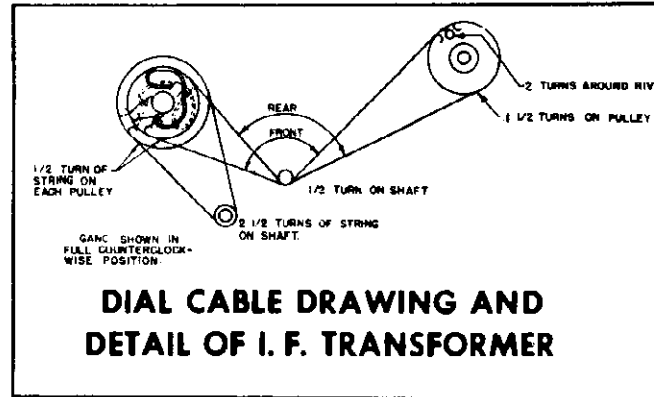 2 TURNS AROUND RIV
REAR
1 1/2 TURNS ON PULLEY
FRONT
1/2 TURN OF
STRING ON
EACH PULLEY
1/2 TURN ON SHAFT
2 1/2 TURNS OF STRING
ON SHAFT.
GANG SHOWN IN
FULL COUNTERCLOCK-
WISE POSITION.
DIAL CABLE DRAWING AND
DETAIL OF I. F. TRANSFORMER